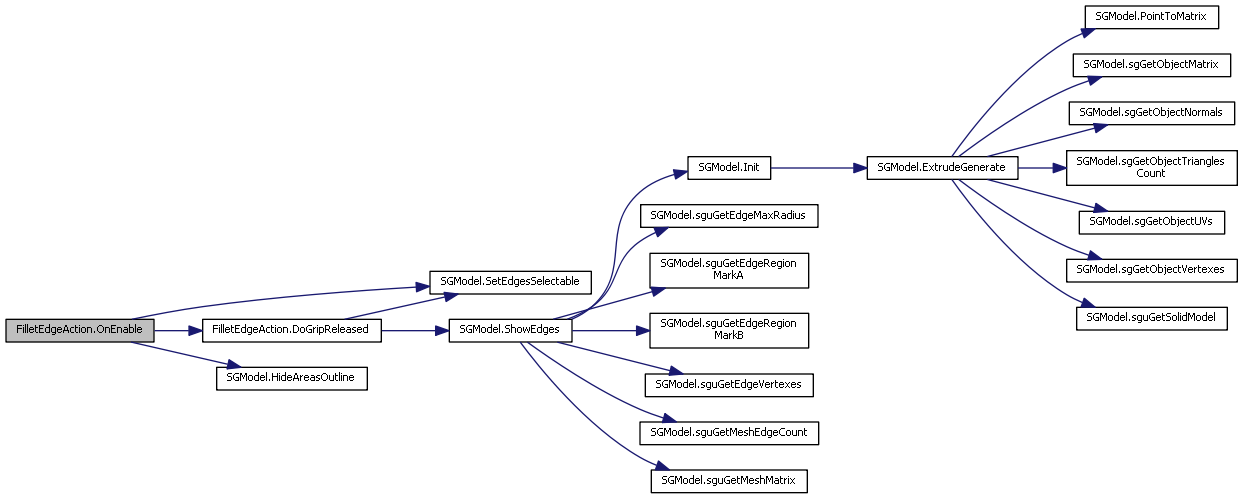 FilletEdgeAction.OnEnable
SGModel.SetEdgesSelectable
FilletEdgeAction.DoGripReleased
SGModel.HideAreasOutline
SGModel.ShowEdges
SGModel.Init
SGModel.sguGetEdgeMaxRadius
SGModel.sguGetEdgeRegion
MarkA
SGModel.sguGetEdgeRegion
MarkB
SGModel.sguGetEdgeVertexes
SGModel.sguGetMeshEdgeCount
SGModel.sguGetMeshMatrix
SGModel.ExtrudeGenerate
SGModel.PointToMatrix
SGModel.sgGetObjectMatrix
SGModel.sgGetObjectNormals
SGModel.sgGetObjectTriangles
Count
SGModel.sgGetObjectUVs
SGModel.sgGetObjectVertexes
SGModel.sguGetSolidModel